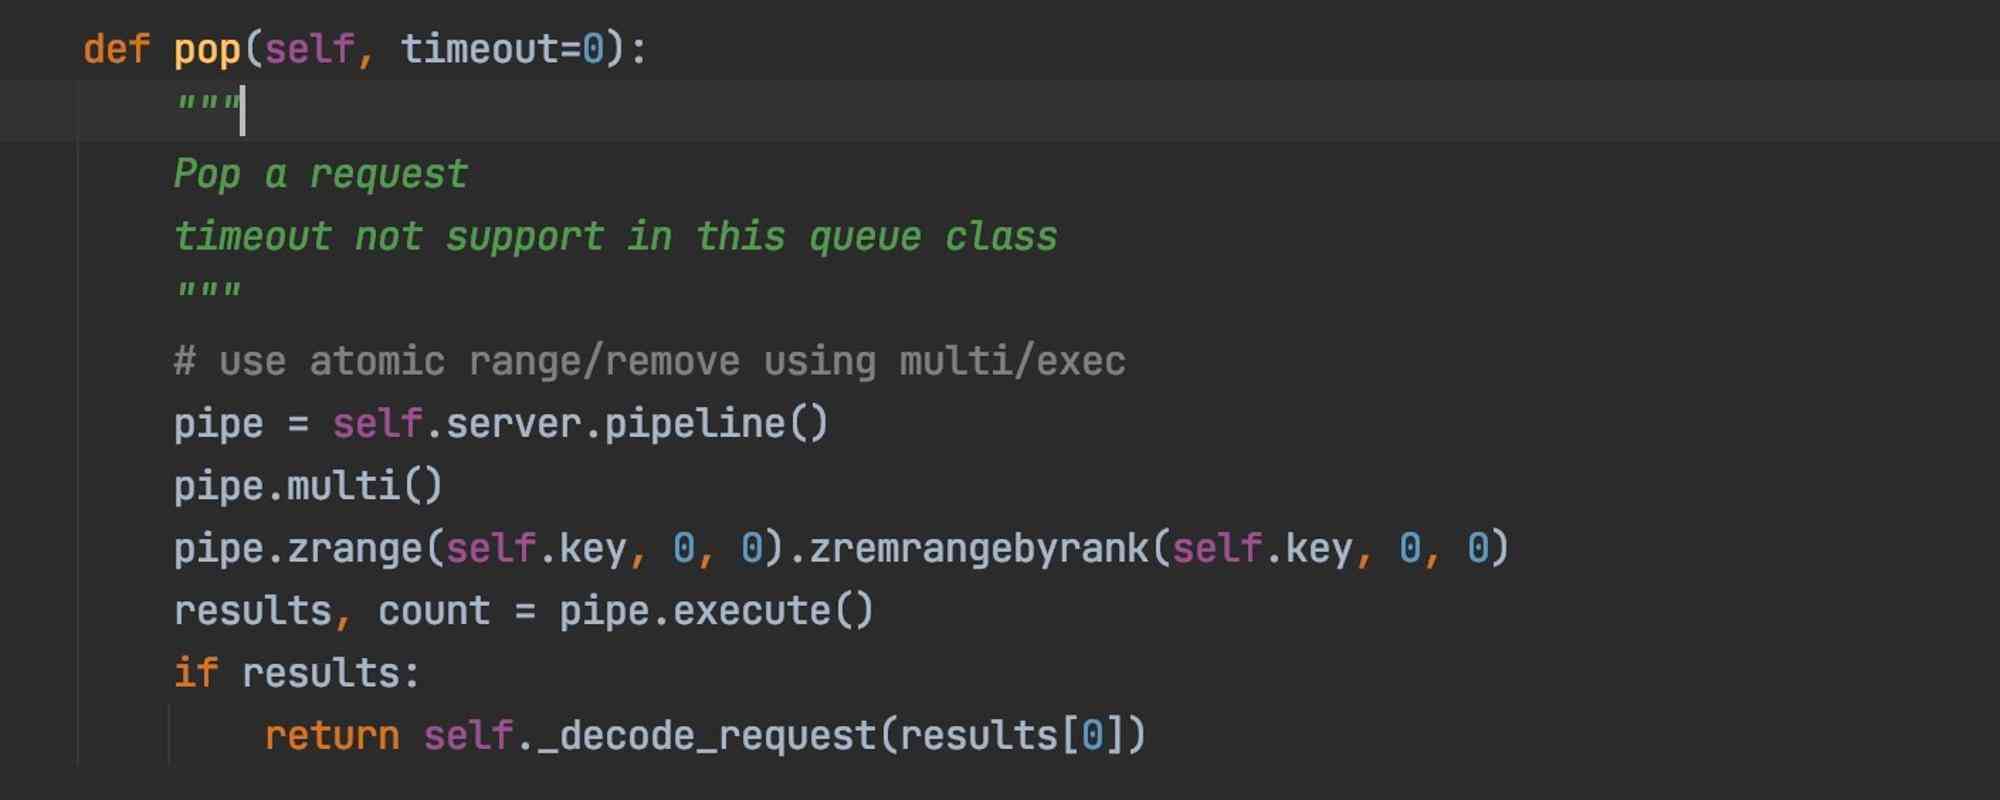 def pop(self, timeout=0):
    """
    Pop a request
    timeout not support in this queue class
    """
    # use atomic range/remove using multi/exec
    pipe = self.server.pipeline()
    pipe.multi()
    pipe.zrange(self.key, 0, 0).zremrangebyrank(self.key, 0, 0)
    results, count = pipe.execute()
    if results:
        return self._decode_request(results[0])